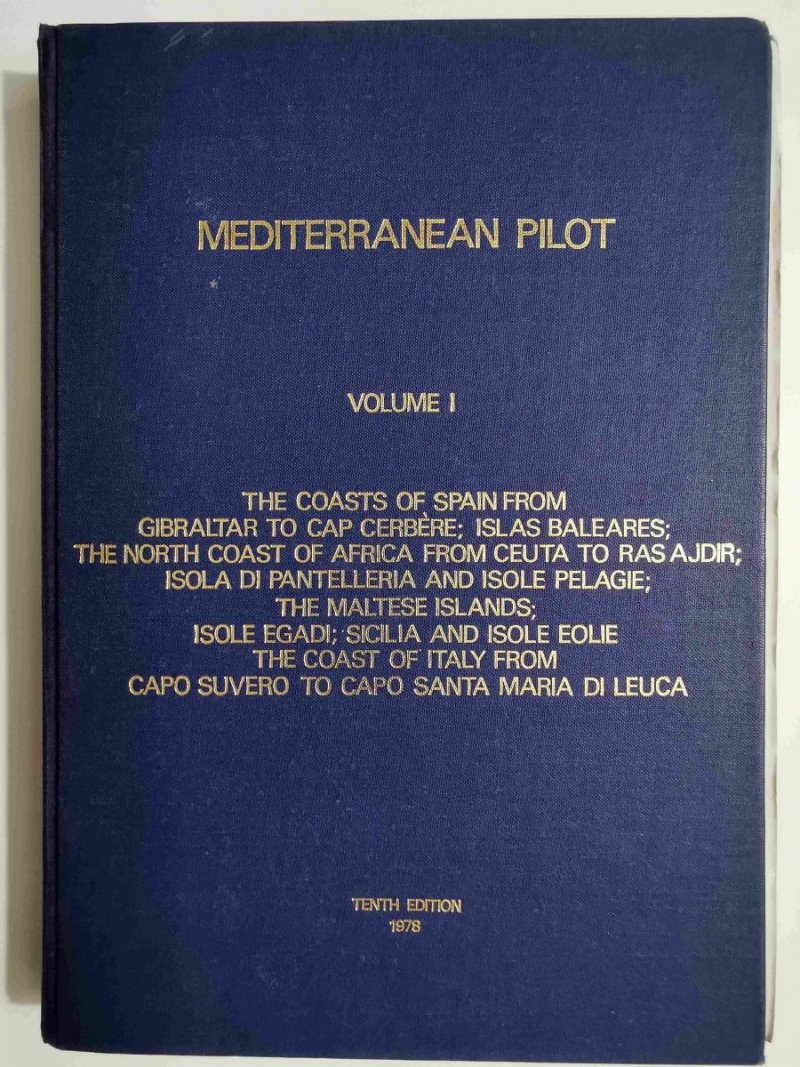 MEDITERRANEAN PILOT
VOLUME I
THE COASTS OF SPAIN FROM
GIBRALTAR TO CAP CERBÈRE; ISLAS BALEARES;
THE NORTH COAST OF AFRICA FROM CEUTA TO RAS AJDIR;
ISOLA DI PANTELLERIA AND ISOLE PELAGIE;
THE MALTESE ISLANDS;
ISOLE EGADI; SICILIA AND ISOLE EOLIE
THE COAST OF ITALY FROM
CAPO SUVERO TO CAPO SANTA MARIA DI LEUCA
TENTH EDITION
1978